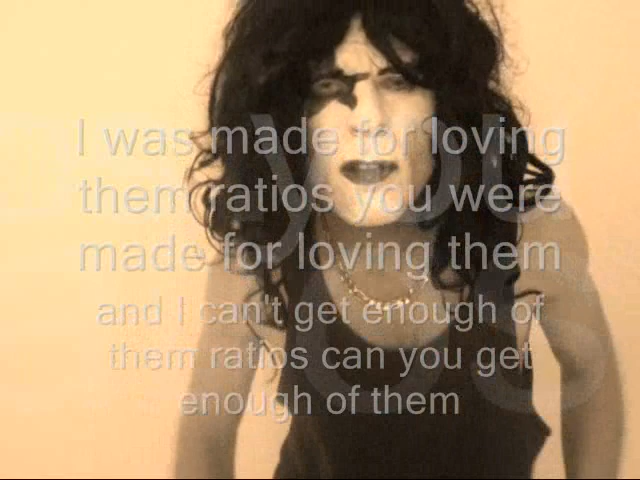 I was made for loving
them ratios you were
made for loving them
and I can't get enough of
them ratios can you get
enough of them